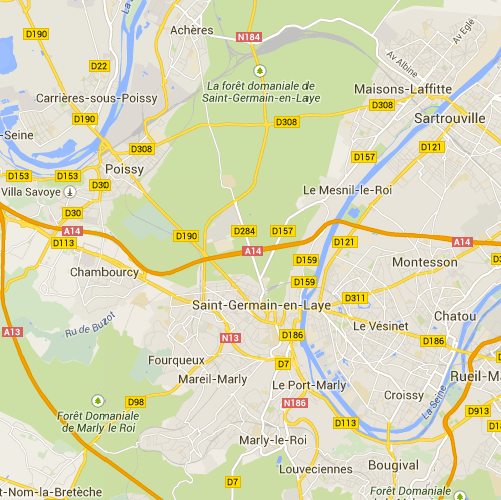 D190
Achères
N184
Av Eglé
Av Albine
D22
La forêt domaniale de
Saint-Germain-en-Laye
Maisons-Laffitte
Carrières-sous-Poissy
D308
D190
D308
Sartrouville
-Seine
D308
D121
D157
Poissy
D153
D153
D30
Villa Savoye
Le Mesnil-le-Roi
D30
A14
D113
D190
D284
D157
A14
D121
A14
D159
Montesson
Chambourcy
D159
Saint-Germain-en-Laye
D311
Chatou
Ru de Buzot
A13
N13
D186
Le Vésinet
D186
Fourqueux
D7
Mareil-Marly
Le Port-Marly
Rueil-M
Croissy
La Seine
D98
Forêt Domaniale
de Marly le Roi
N186
D913
D113
Marly-le-Roi
Louveciennes
Bougival
D7
t-Nom-la-Bretèche
Forêt Domaniale